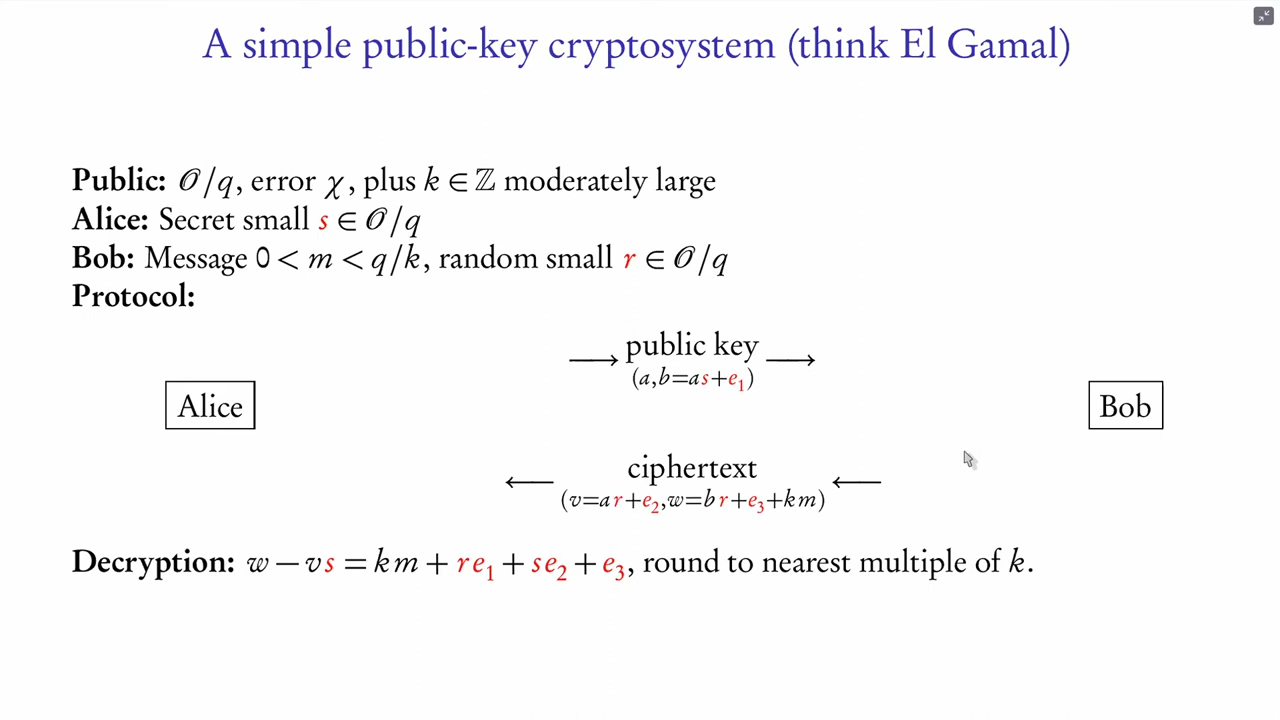 A simple public-key cryptosystem (think El Gamal)
Public: 𝒪/q, error χ, plus k ∈ ℤ moderately large
Alice: Secret small s ∈ 𝒪/q
Bob: Message 0 < m < q/k, random small r ∈ 𝒪/q
Protocol:
⟶ public key ⟶
(a,b=as+e₁)
Alice
Bob
ciphertext
⟵ ⟵
(v=ar+e₂,w=br+e₃+km)
Decryption: w − vs = km + re₁ + se₂ + e₃, round to nearest multiple of k.